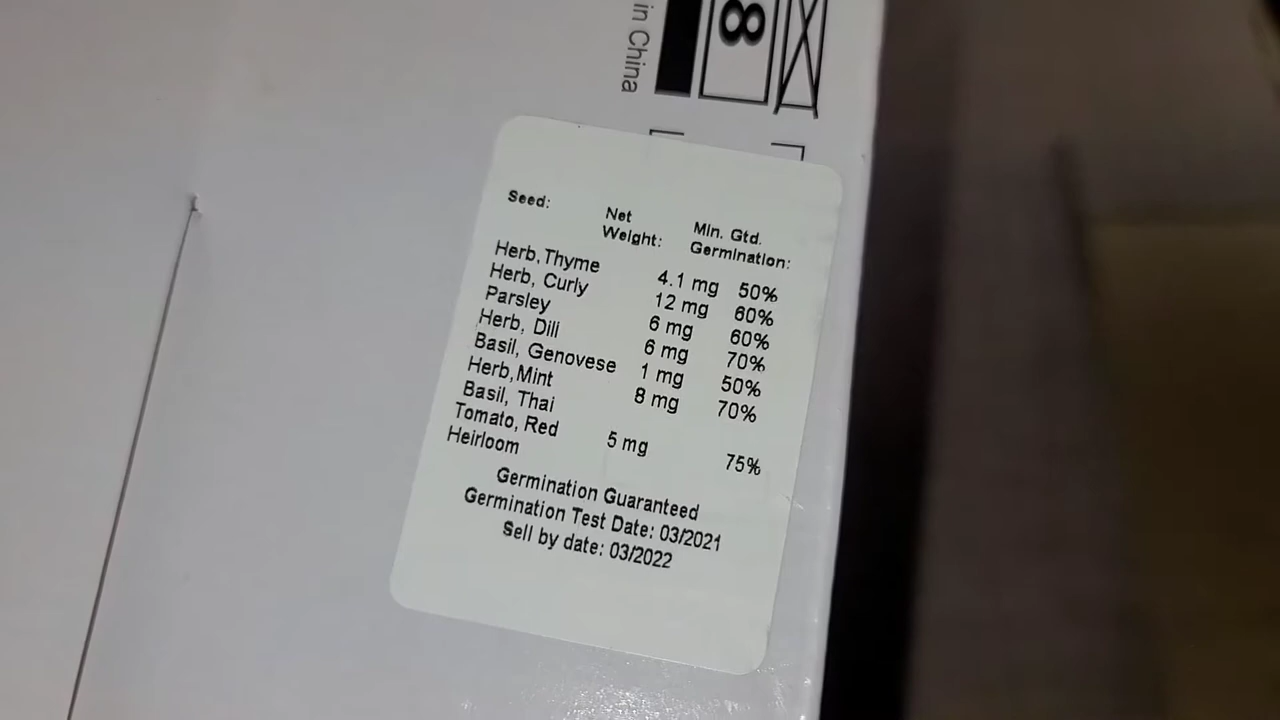 in China
8
Seed: Net Weight: Min. Gtd. Germination:
Herb, Thyme 4.1 mg 50%
Herb, Curly 12 mg 60%
Parsley 6 mg 60%
Herb, Dill 6 mg 70%
Basil, Genovese 1 mg 50%
Herb, Mint 8 mg 70%
Basil, Thai
Tomato, Red 5 mg 75%
Heirloom
Germination Guaranteed
Germination Test Date: 03/2021
Sell by date: 03/2022